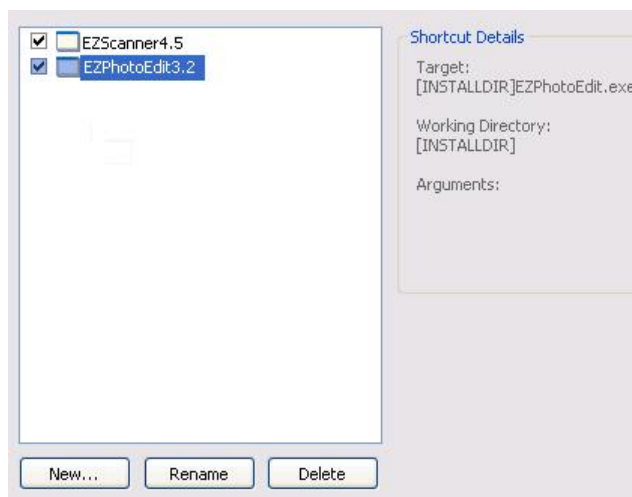 EZScanner4.5
EZPhotoEdit3.2
Shortcut Details
Target:
[INSTALLDIR]EZPhotoEdit.exe
Working Directory:
[INSTALLDIR]
Arguments:
New...
Rename
Delete